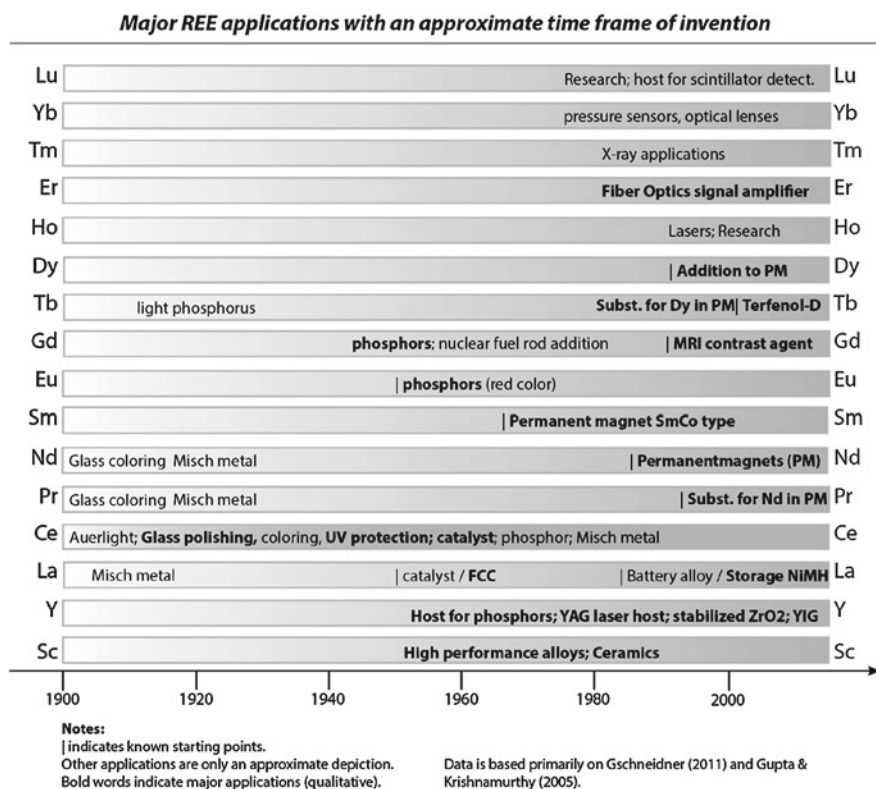 Major REE applications with an approximate time frame of invention
Lu Research; host for scintillator detect. Lu
Yb pressure sensors, optical lenses Yb
Tm X-ray applications Tm
Er Fiber Optics signal amplifier Er
Ho Lasers; Research Ho
Dy | Addition to PM Dy
Tb light phosphorus Subst. for Dy in PM| Terfenol-D Tb
Gd phosphors; nuclear fuel rod addition | MRI contrast agent Gd
Eu | phosphors (red color) Eu
Sm | Permanent magnet SmCo type Sm
Nd Glass coloring Misch metal | Permanentmagnets (PM) Nd
Pr Glass coloring Misch metal | Subst. for Nd in PM Pr
Ce Auerlight; Glass polishing, coloring, UV protection; catalyst; phosphor; Misch metal Ce
La Misch metal | catalyst / FCC | Battery alloy / Storage NiMH La
Y Host for phosphors; YAG laser host; stabilized ZrO2; YIG Y
Sc High performance alloys; Ceramics Sc
1900 1920 1940 1960 1980 2000
Notes:
| indicates known starting points.
Other applications are only an approximate depiction.
Bold words indicate major applications (qualitative).
Data is based primarily on Gschneidner (2011) and Gupta &
Krishnamurthy (2005).